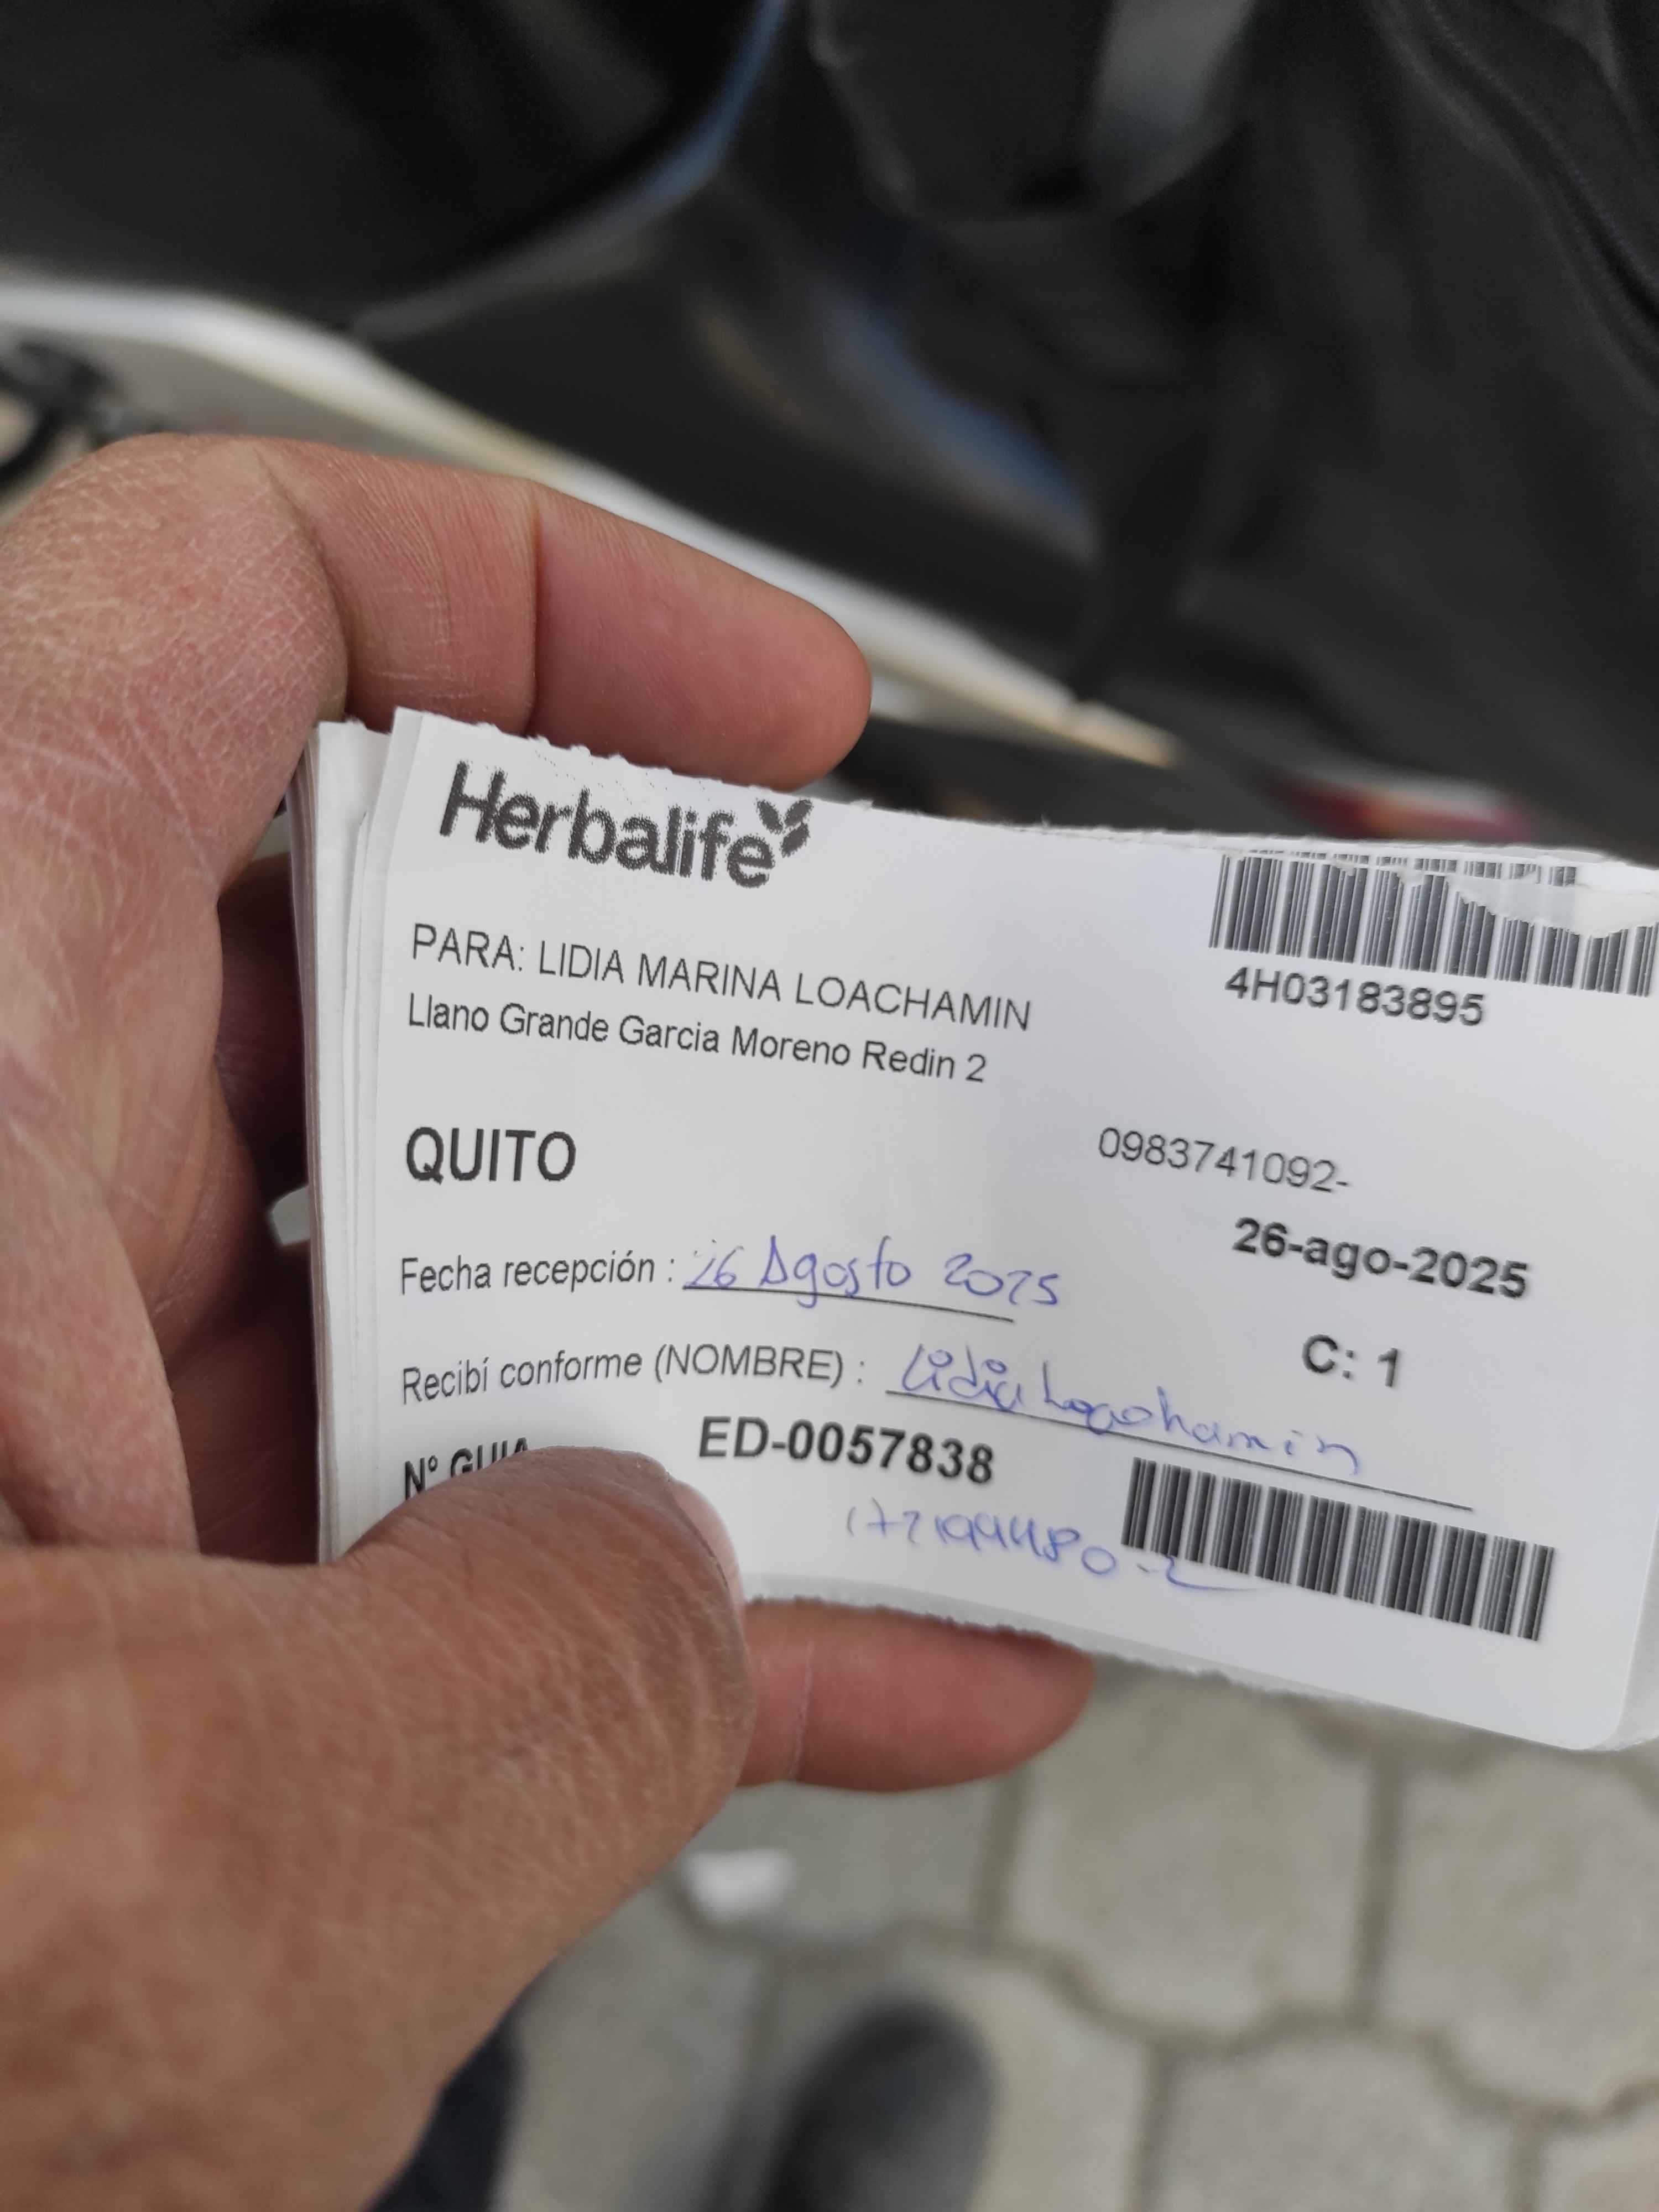 Herbalife
4H03183895
PARA: LIDIA MARINA LOACHAMIN
Llano Grande Garcia Moreno Redin 2
QUITO
0983741092-
26-ago-2025
Fecha recepción : 26 Agosto 2025
C: 1
Recibí conforme (NOMBRE) : Lidia Loachamin
N° GUIA ED-0057838